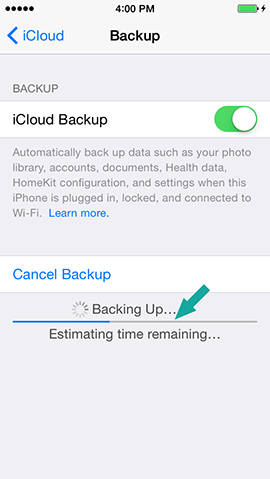 4:00 PM
iCloud Backup
BACKUP
iCloud Backup
Automatically back up data such as your photo
library, accounts, documents, Health data,
HomeKit configuration, and settings when this
iPhone is plugged in, locked, and connected to
Wi-Fi. Learn more.
Cancel Backup
Backing Up...
Estimating time remaining...